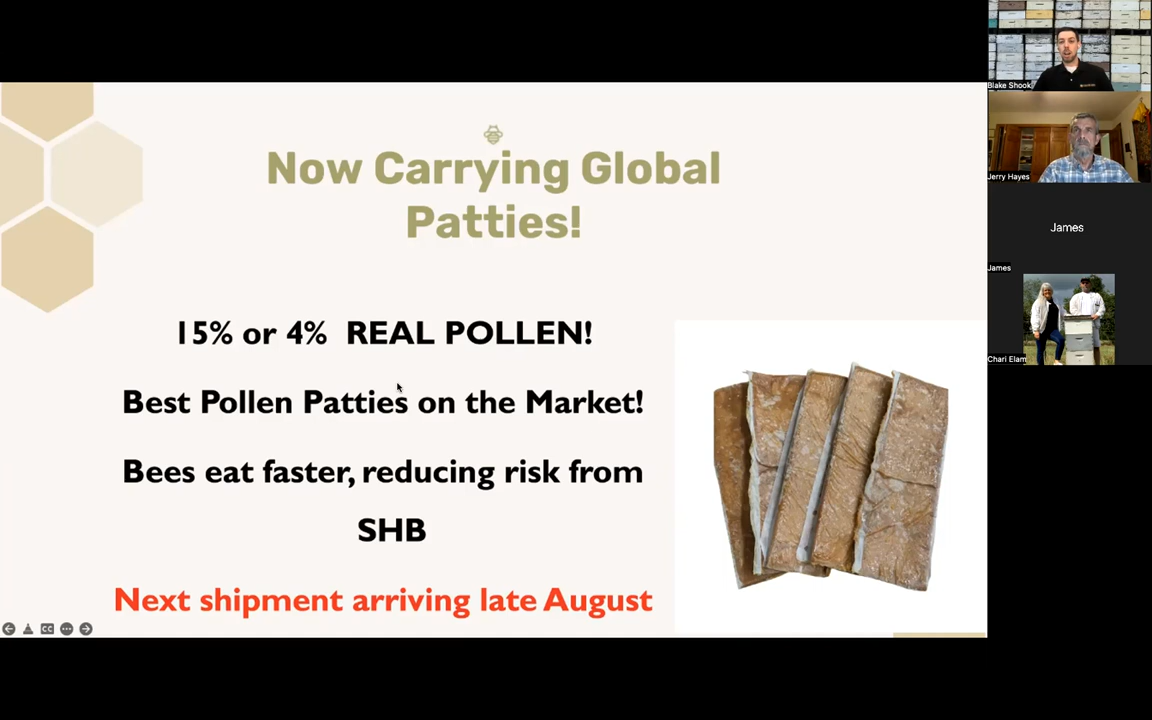 Now Carrying Global
Patties!
15% or 4% REAL POLLEN!
Best Pollen Patties on the Market!
Bees eat faster, reducing risk from
SHB
Next shipment arriving late August
CC
Blake Shook
Jerry Hayes
James
James
Chari Elam